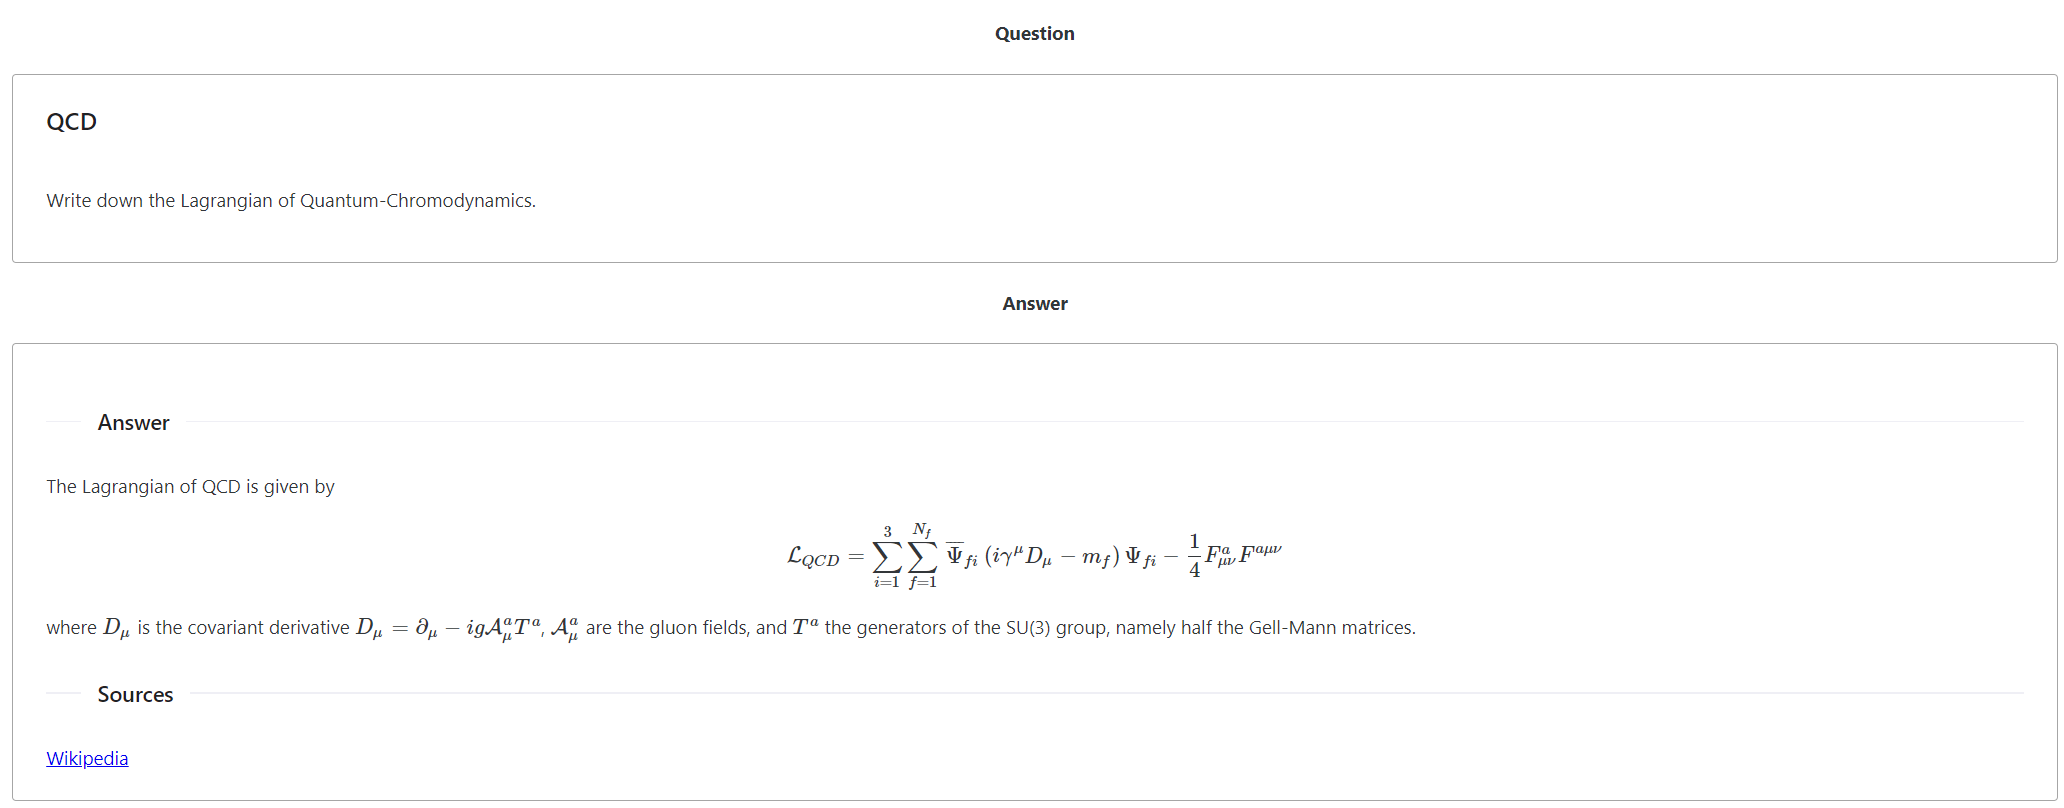 Question
QCD
Write down the Lagrangian of Quantum-Chromodynamics.
Answer
Answer
The Lagrangian of QCD is given by
$\mathcal{L}_{QCD} = \sum_{i=1}^{3} \sum_{f=1}^{N_f} \overline{\Psi}_{fi} \left( i\gamma^\mu D_\mu - m_f \right) \Psi_{fi} - \frac{1}{4} F^a_{\mu\nu} F^{a\mu\nu}$
where $D_\mu$ is the covariant derivative $D_\mu = \partial_\mu - ig\mathcal{A}^a_\mu T^a$, $\mathcal{A}^a_\mu$ are the gluon fields, and $T^a$ the generators of the SU(3) group, namely half the Gell-Mann matrices.
Sources
Wikipedia